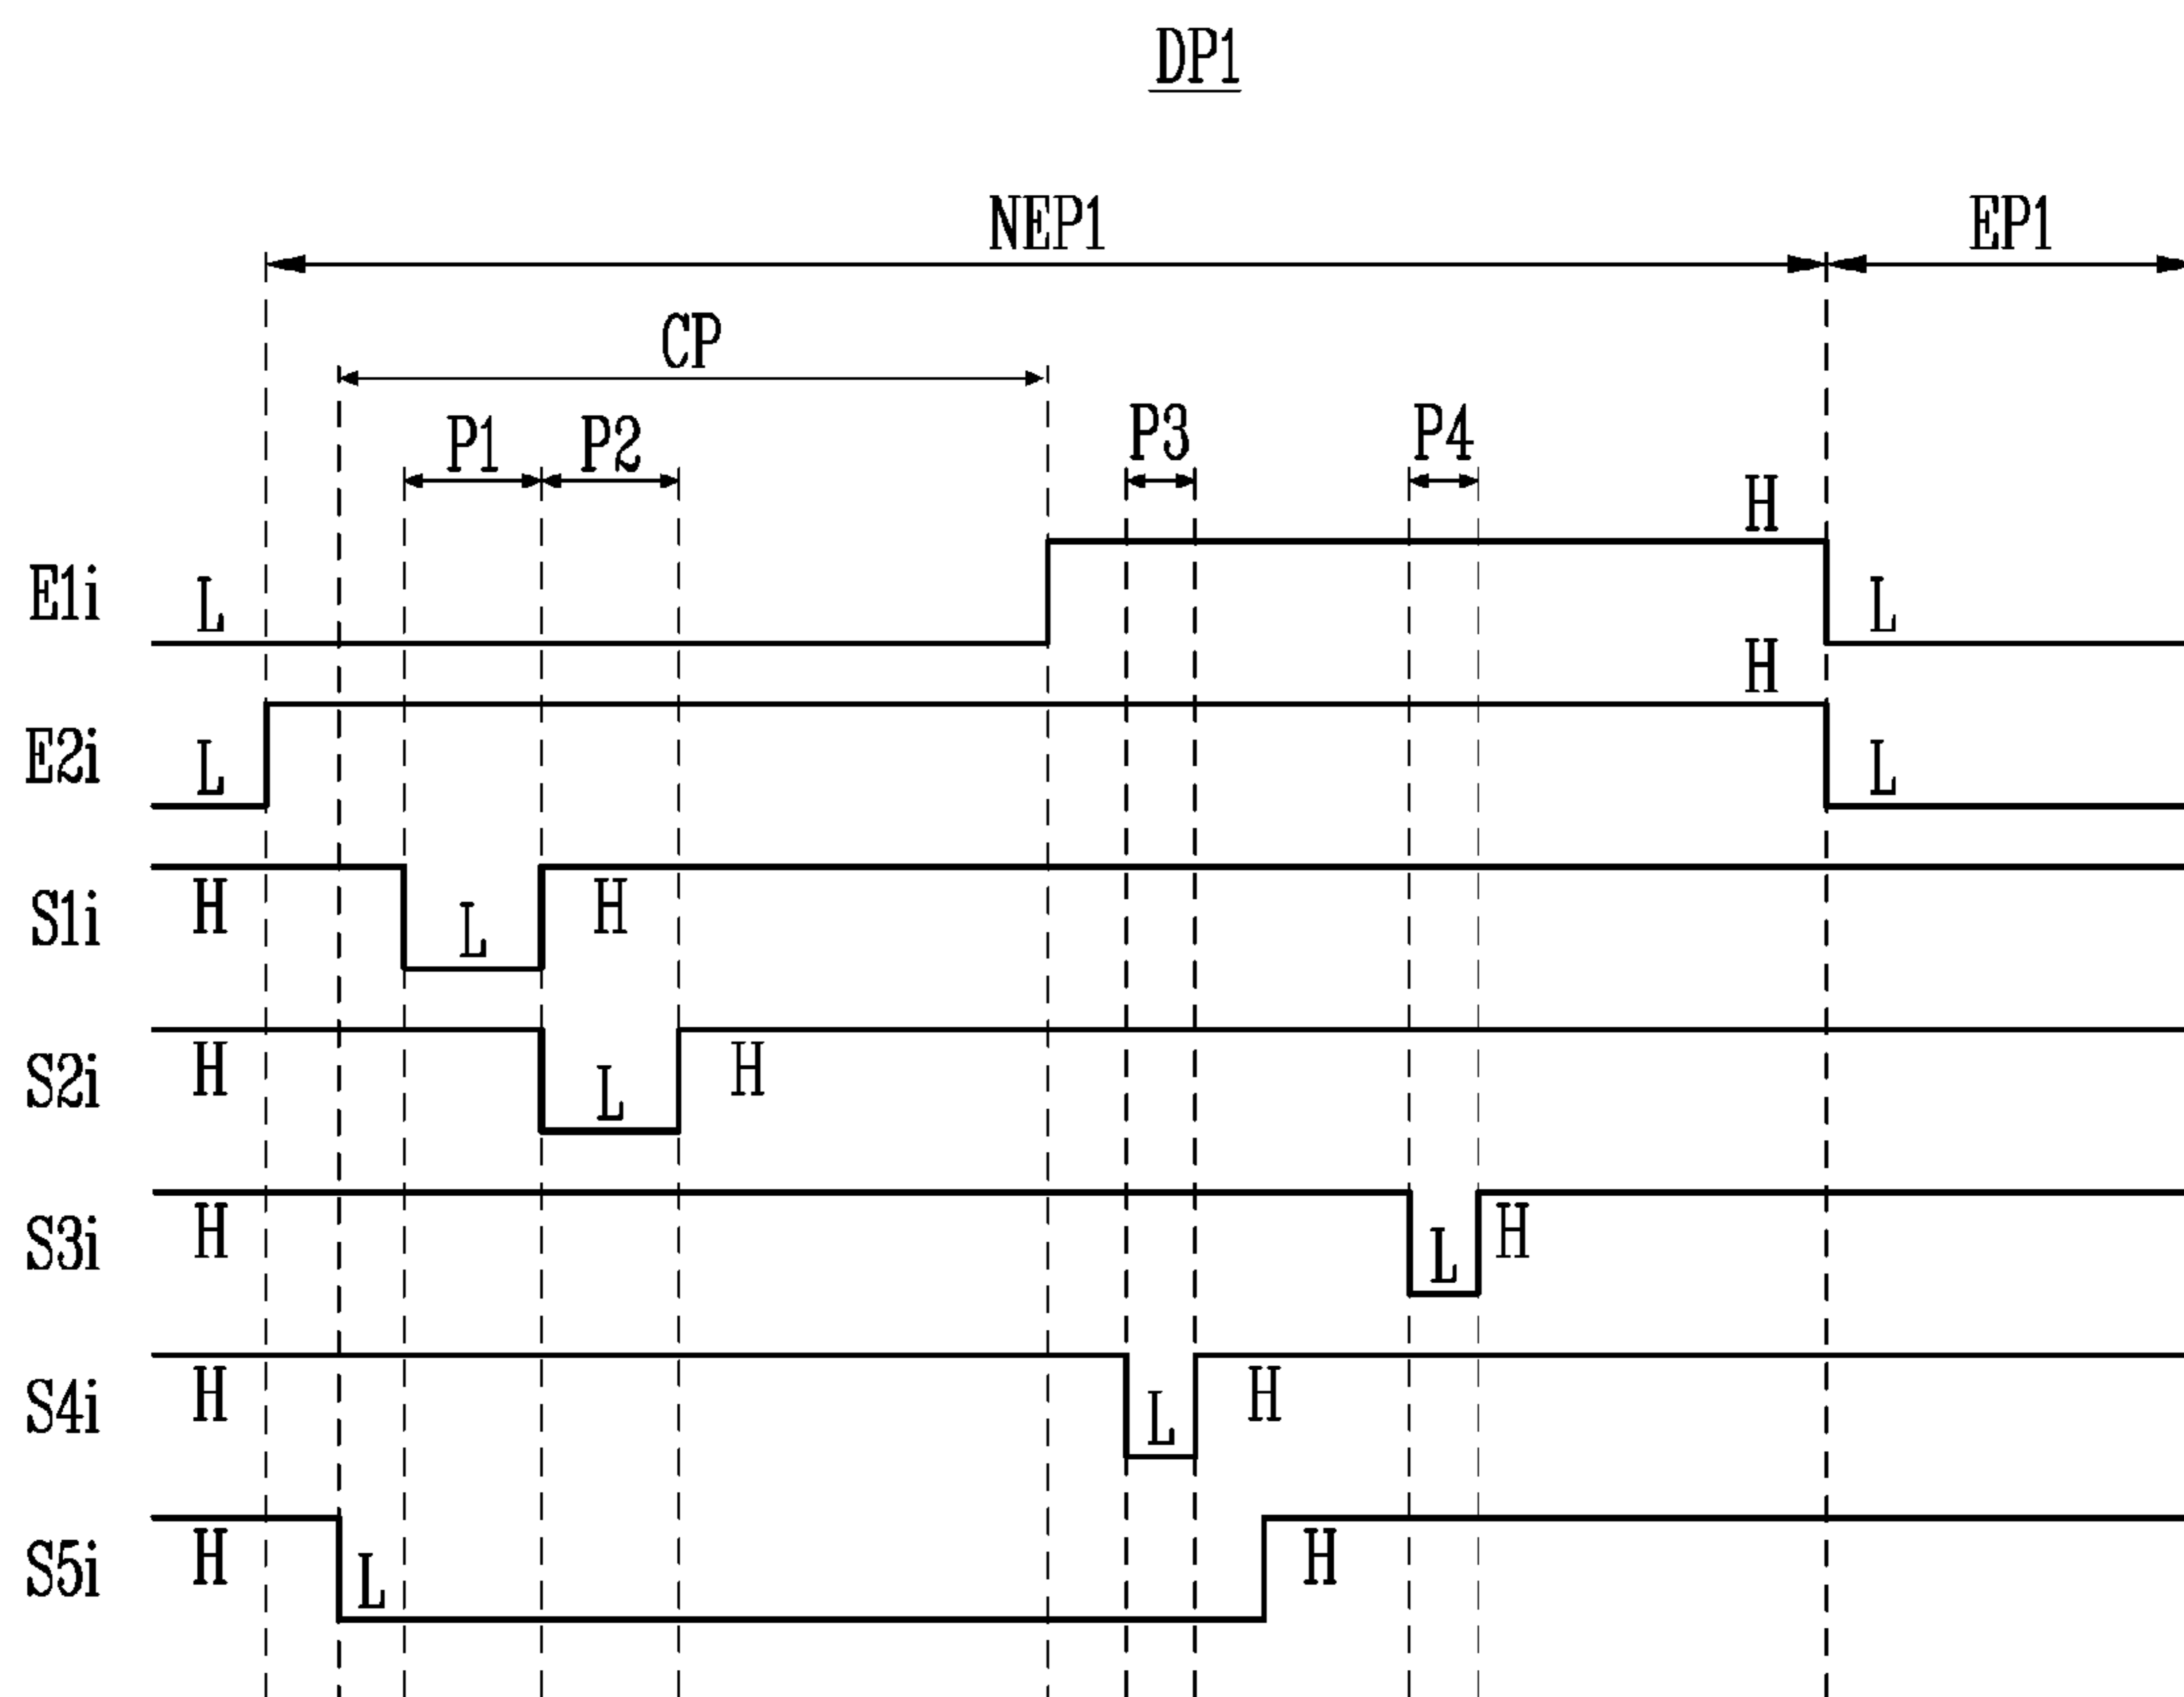 DP1
NEP1 EP1
CP
P1 P2 P3 P4
H
E1i L L
H
E2i L L
S1i H L H
S2i H L H
S3i H L H
S4i H L H
S5i H L H